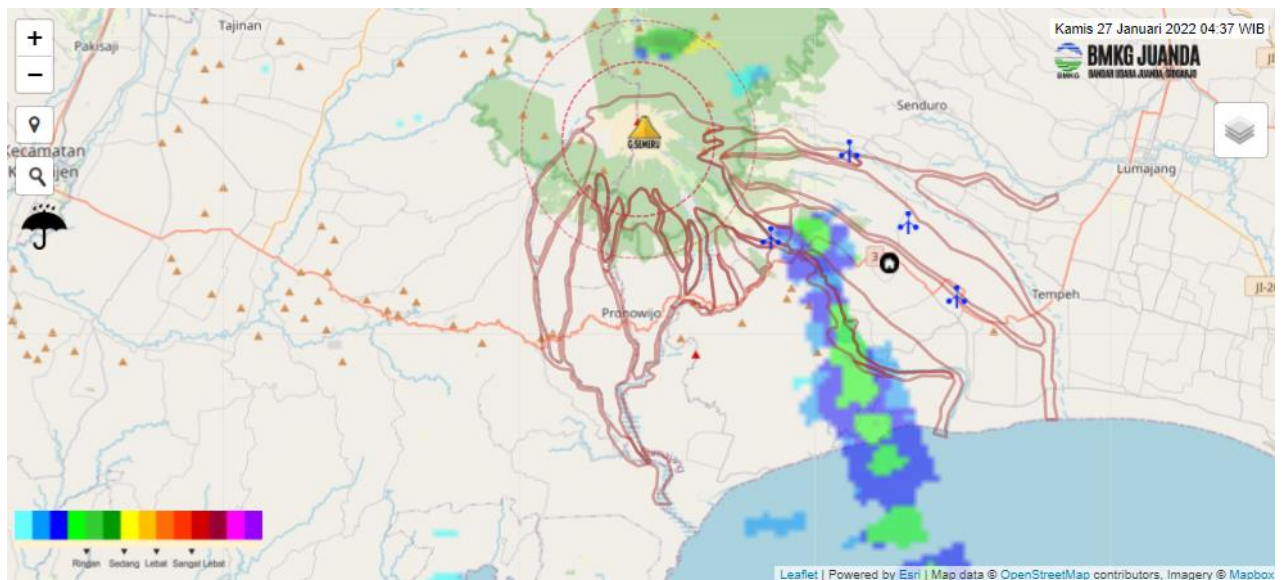 +
Tajinan
Kamis 27 Januari 2022 04:37 WIB
Pakisaji
BMKG
BMKG JUANDA
BANDAR UDARA JUANDA, SIDOARJO
−
Senduro
G.SEMERU
Kecamatan
Lumajang
3
Jl-20
Tempeh
Pronowijo
Ringan Sedang Lebat Sangat Lebat
Leaflet | Powered by Esri | Map data © OpenStreetMap contributors, Imagery © Mapbox